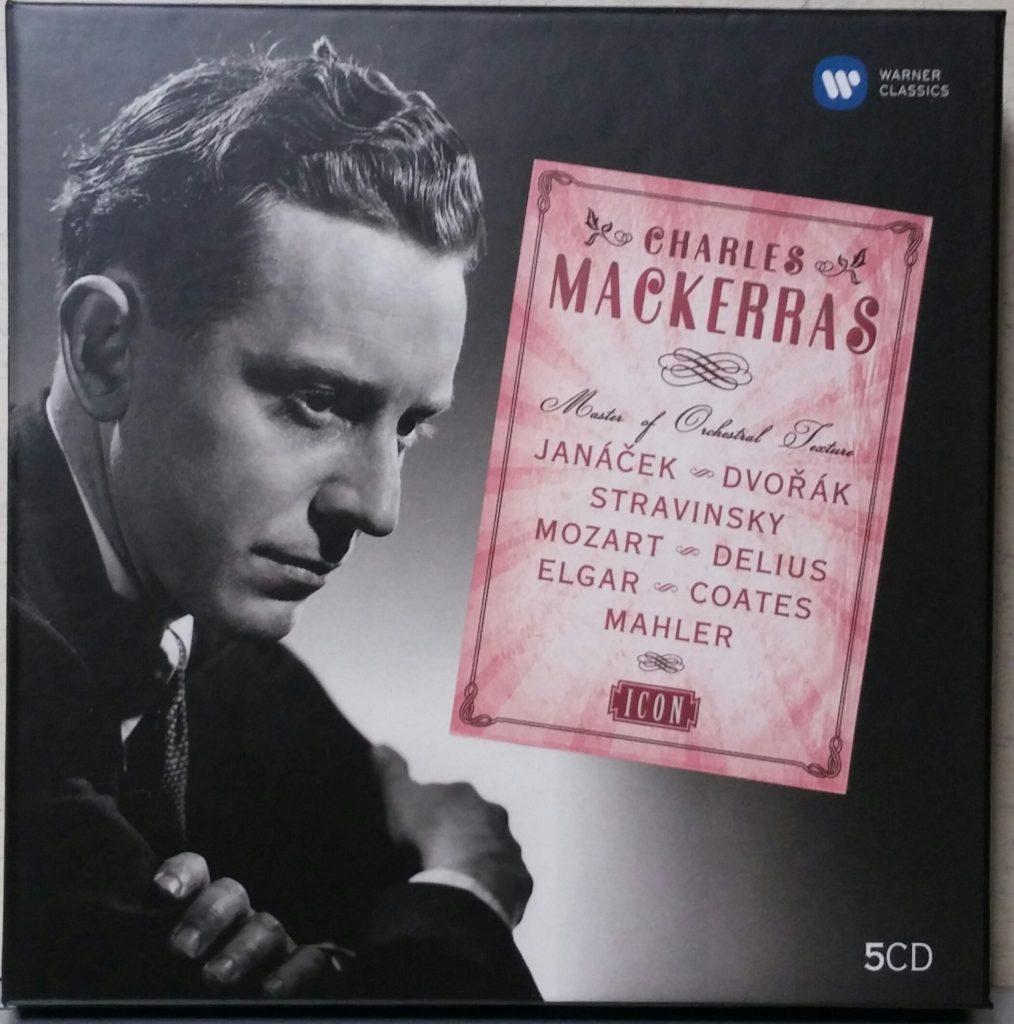 WARNER
CLASSICS
CHARLES
MACKERRAS
Master of Orchestral Texture
JANÁČEK DVOŘÁK
STRAVINSKY
MOZART DELIUS
ELGAR COATES
MAHLER
ICON
5CD